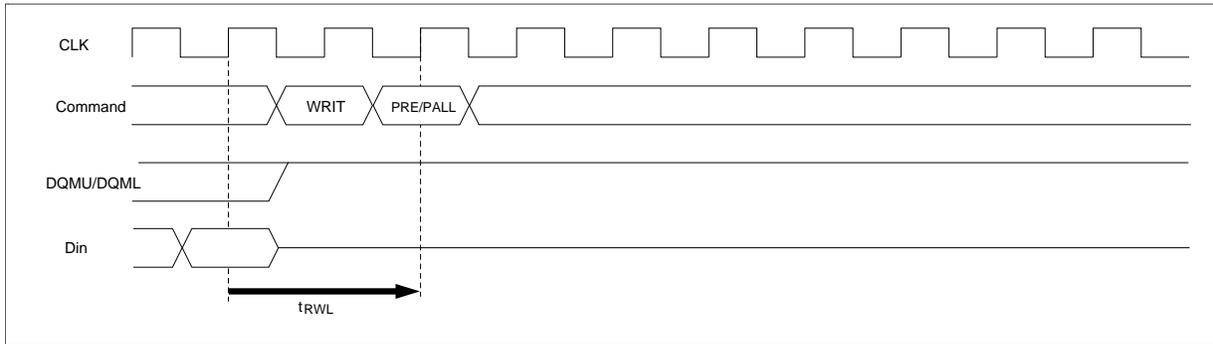 CLK
Command WRIT PRE/PALL
DQMU/DQML
Din
tRWL